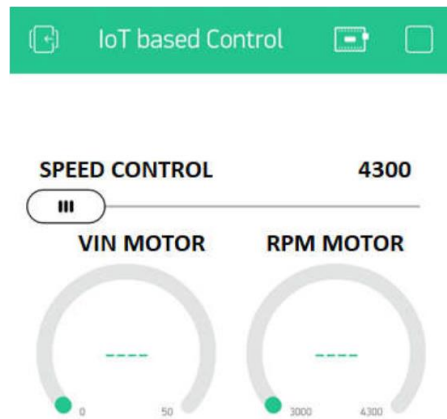 IoT based Control
SPEED CONTROL 4300
VIN MOTOR RPM MOTOR
---- ----
0 50 3000 4300